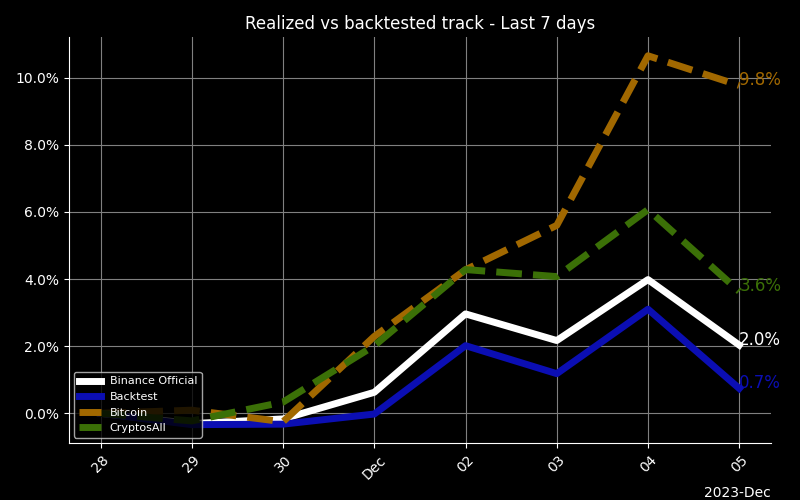 Realized vs backtested track - Last 7 days
10.0%
8.0%
6.0%
4.0%
2.0%
0.0%
9.8%
3.6%
2.0%
0.7%
Binance Official
Backtest
Bitcoin
CryptosAll
28
29
30
Dec
02
03
04
05
2023-Dec